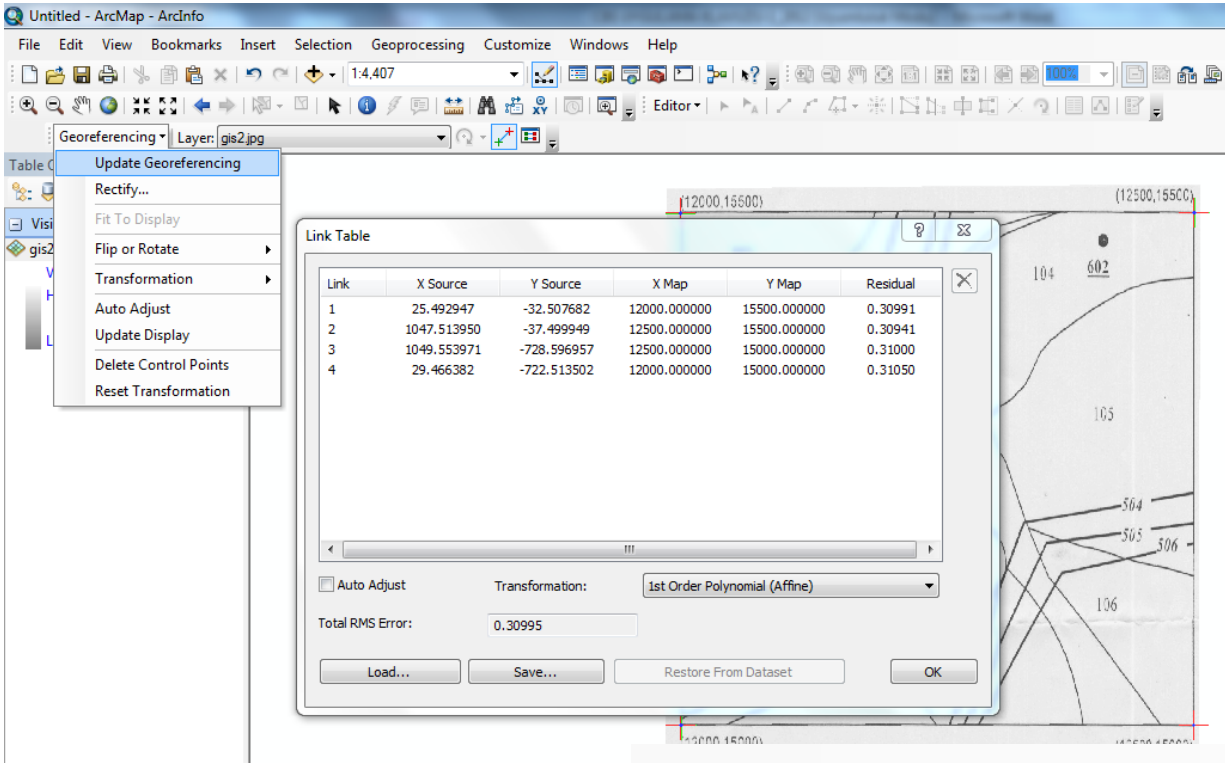 Untitled - ArcMap - ArcInfo
File Edit View Bookmarks Insert Selection Geoprocessing Customize Windows Help
1:4,407
100%
Editor
Georeferencing Layer: gis2.jpg
Table
Update Georeferencing
Rectify...
Fit To Display
Flip or Rotate
Transformation
Auto Adjust
Update Display
Delete Control Points
Reset Transformation
Visi
gis2
Link Table
Link X Source Y Source X Map Y Map Residual
1 25.492947 -32.507682 12000.000000 15500.000000 0.30991
2 1047.513950 -37.499949 12500.000000 15500.000000 0.30941
3 1049.553971 -728.596957 12500.000000 15000.000000 0.31000
4 29.466382 -722.513502 12000.000000 15000.000000 0.31050
Auto Adjust Transformation: 1st Order Polynomial (Affine)
Total RMS Error: 0.30995
Load... Save... Restore From Dataset OK
(12000,15500) (12500,15500)
104 602
105
504
505
506
106